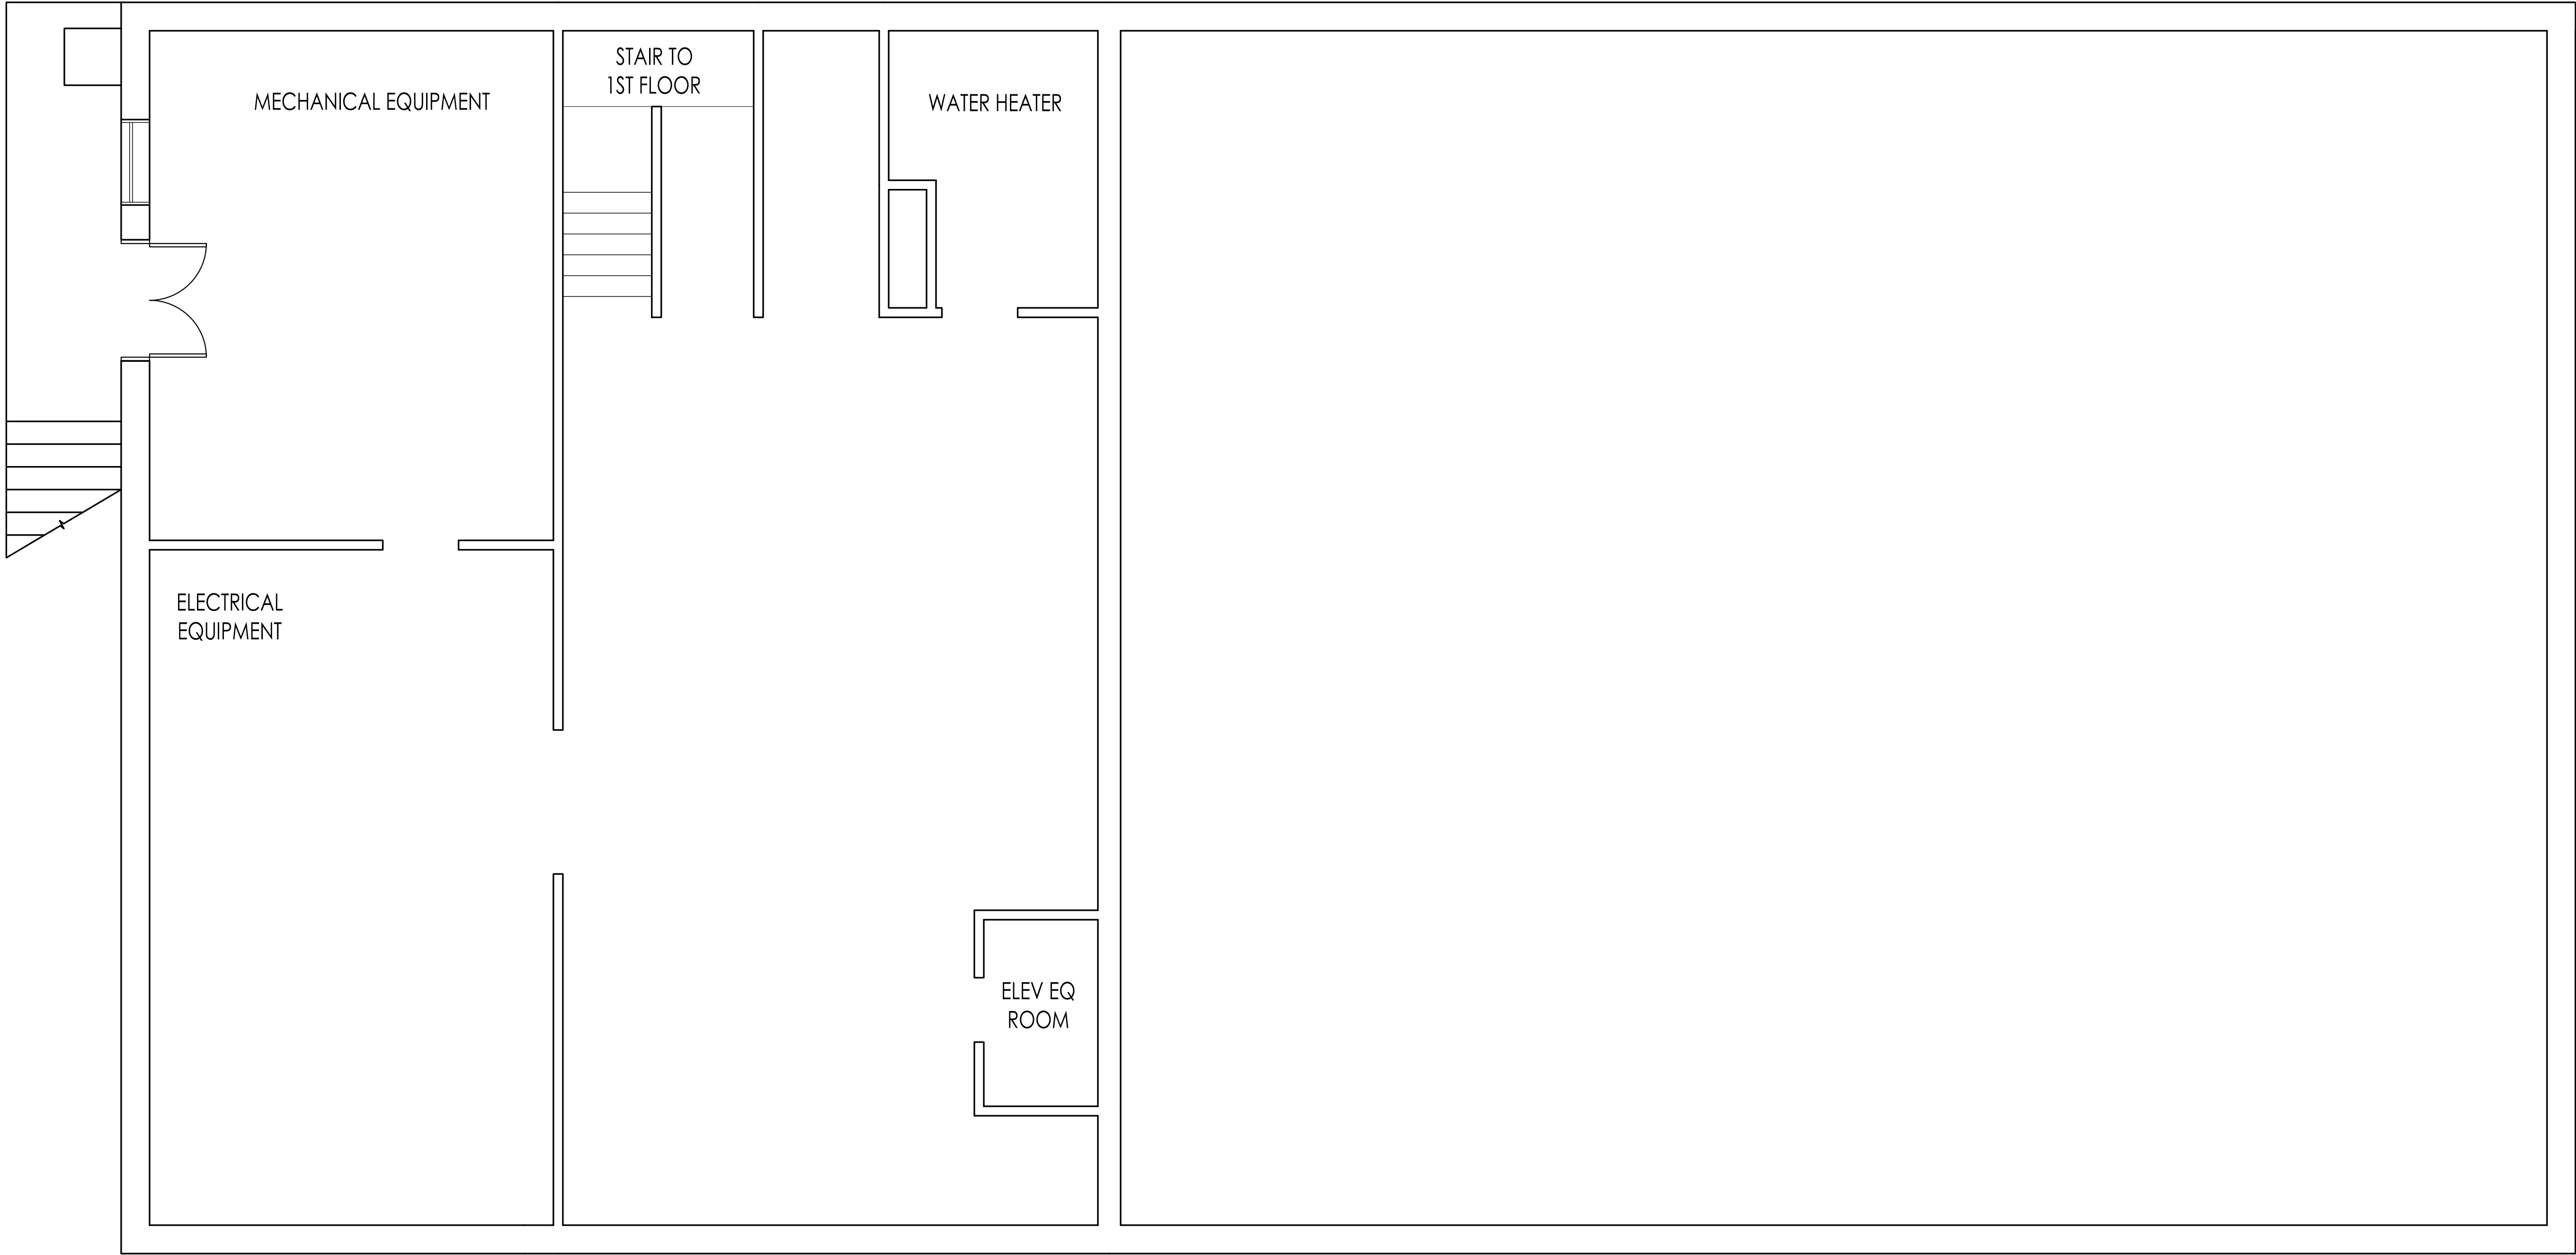 STAIR TO
1ST FLOOR
MECHANICAL EQUIPMENT
WATER HEATER
ELECTRICAL
EQUIPMENT
ELEV EQ
ROOM